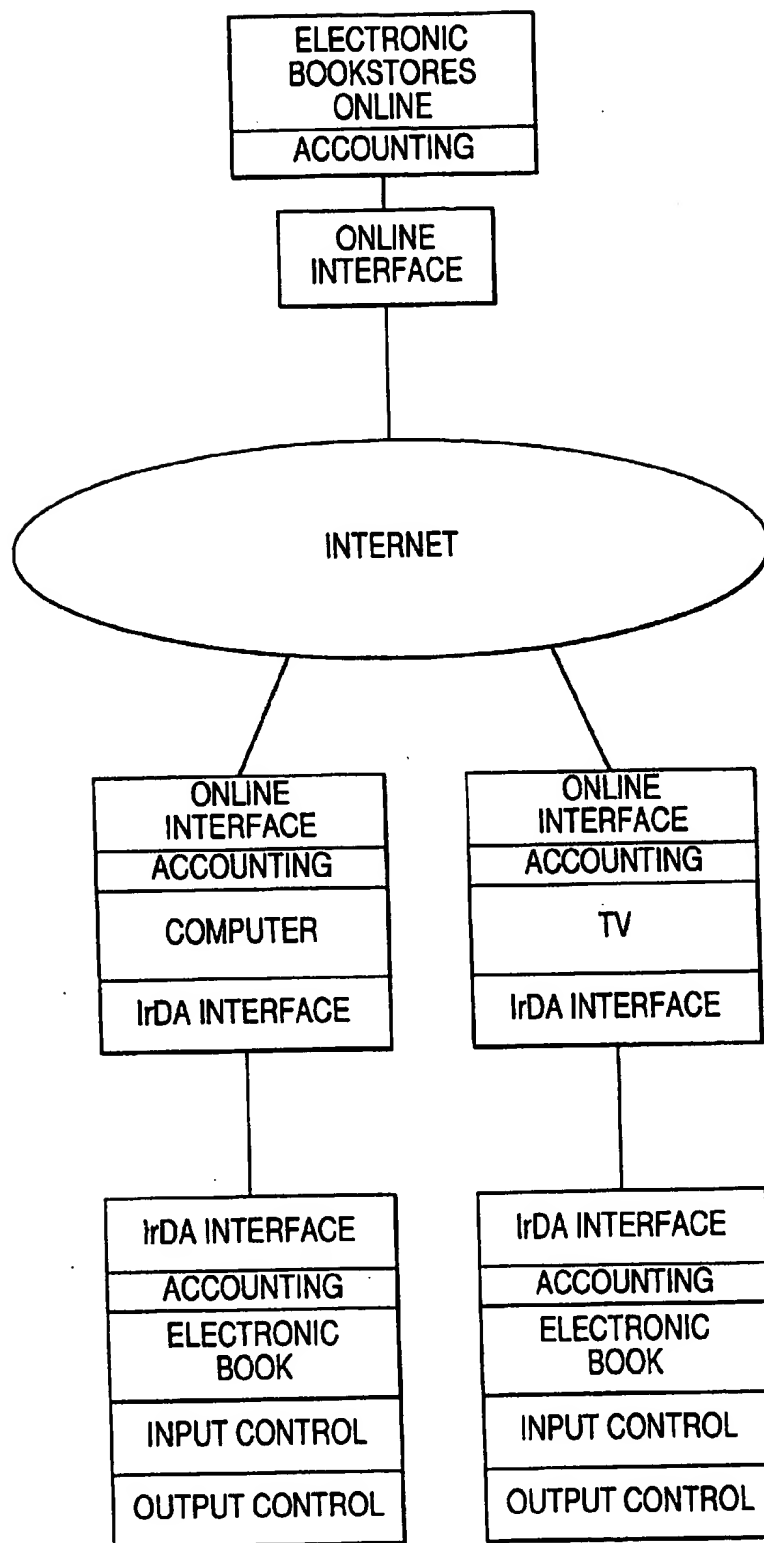 ELECTRONIC
BOOKSTORES
ONLINE
ACCOUNTING
ONLINE
INTERFACE
INTERNET
ONLINE
INTERFACE
ACCOUNTING
COMPUTER
IrDA INTERFACE
ONLINE
INTERFACE
ACCOUNTING
TV
IrDA INTERFACE
IrDA INTERFACE
ACCOUNTING
ELECTRONIC
BOOK
INPUT CONTROL
OUTPUT CONTROL
IrDA INTERFACE
ACCOUNTING
ELECTRONIC
BOOK
INPUT CONTROL
OUTPUT CONTROL